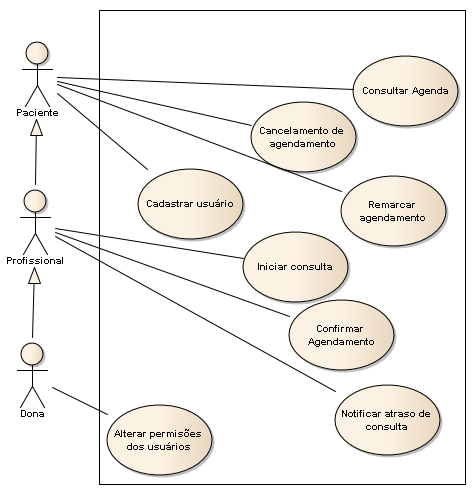 Consultar Agenda
Paciente
Cancelamento de
agendamento
Cadastrar usuário
Remarcar
agendamento
Profissional
Iniciar consulta
Confirmar
Agendamento
Dona
Notificar atraso de
consulta
Alterar permisões
dos usuários